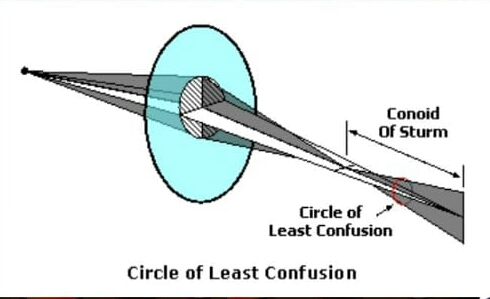 Conoid
Of Sturm
Circle of
Least Confusion
Circle of Least Confusion